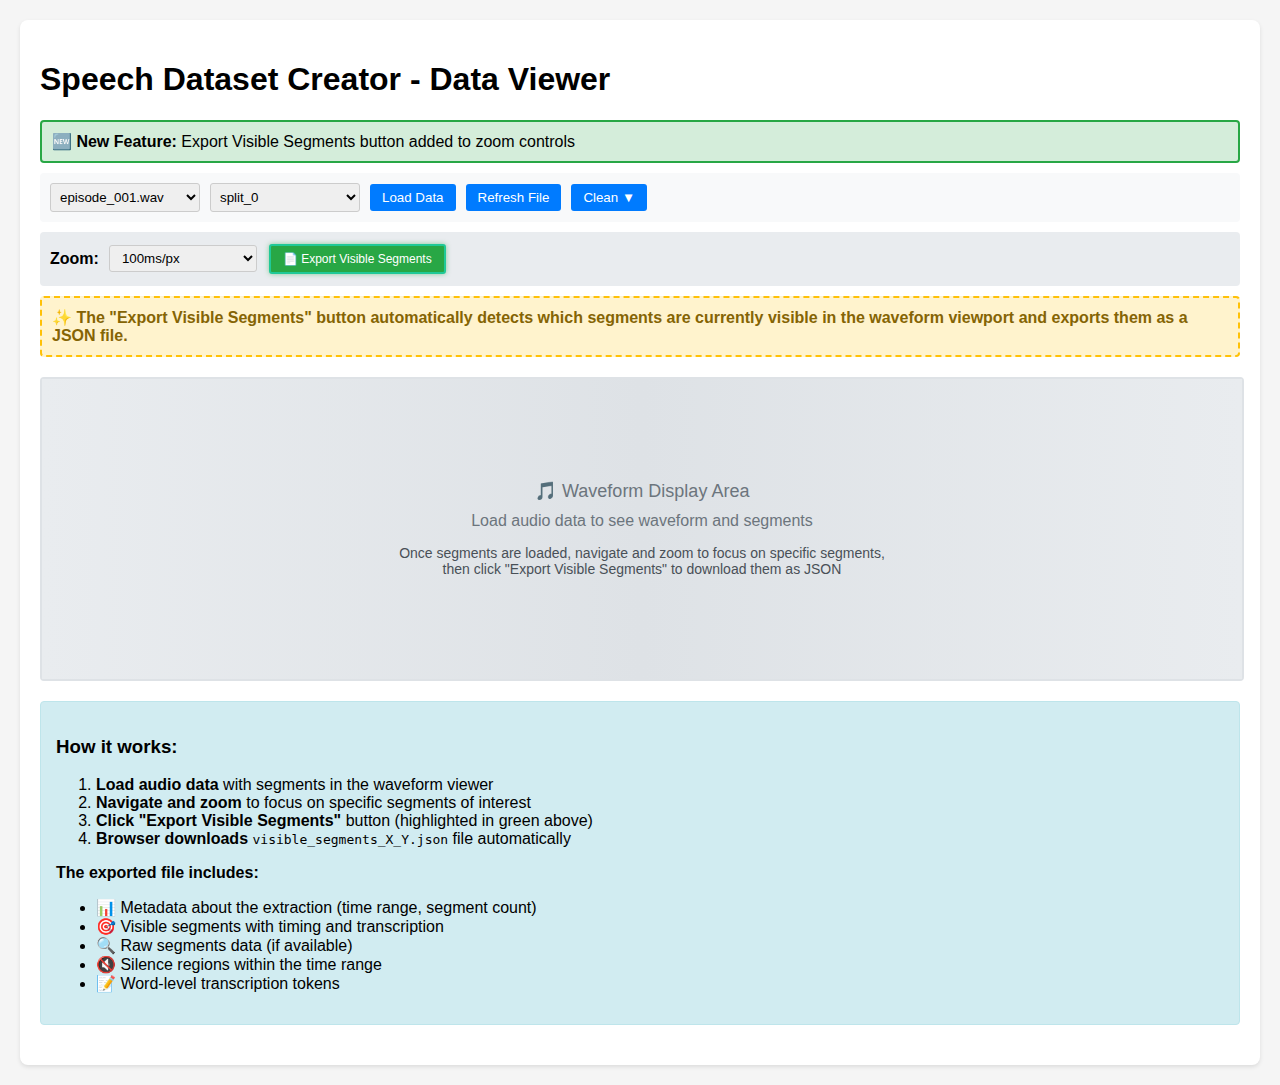 Speech Dataset Creator - Data Viewer
🆕 New Feature: Export Visible Segments button added to zoom controls
episode_001.wav split_0 Load Data Refresh File Clean ▼
Zoom: 100ms/px 📄 Export Visible Segments
✨ The "Export Visible Segments" button automatically detects which segments are currently visible in the waveform viewport and exports them as a
JSON file.
🎵 Waveform Display Area
Load audio data to see waveform and segments
Once segments are loaded, navigate and zoom to focus on specific segments,
then click "Export Visible Segments" to download them as JSON
How it works:
1. Load audio data with segments in the waveform viewer
2. Navigate and zoom to focus on specific segments of interest
3. Click "Export Visible Segments" button (highlighted in green above)
4. Browser downloads visible_segments_X_Y.json file automatically
The exported file includes:
• 📊 Metadata about the extraction (time range, segment count)
• 🎯 Visible segments with timing and transcription
• 🔍 Raw segments data (if available)
• 🔇 Silence regions within the time range
• 📝 Word-level transcription tokens